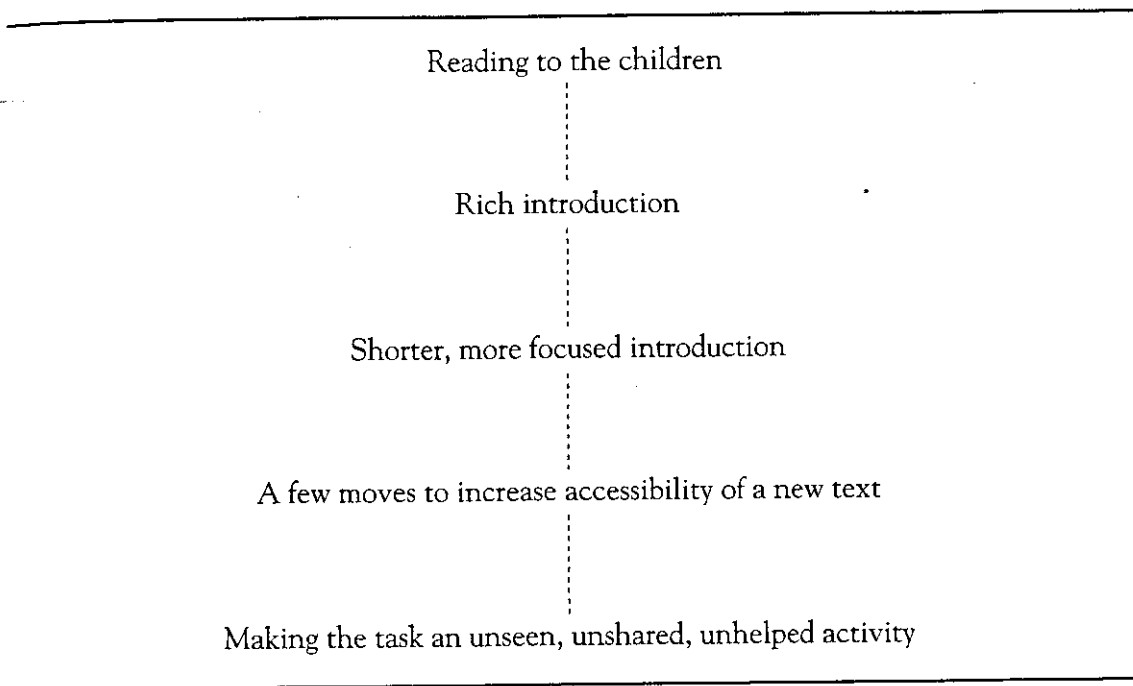 Reading to the children
Rich introduction
Shorter, more focused introduction
A few moves to increase accessibility of a new text
Making the task an unseen, unshared, unhelped activity